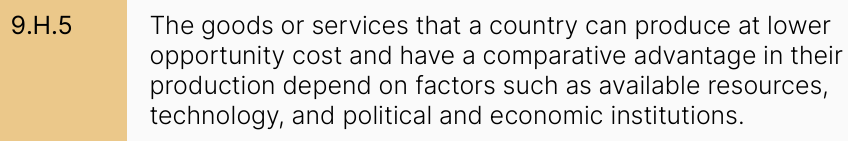 9.H.5
The goods or services that a country can produce at lower
opportunity cost and have a comparative advantage in their
production depend on factors such as available resources,
technology, and political and economic institutions.